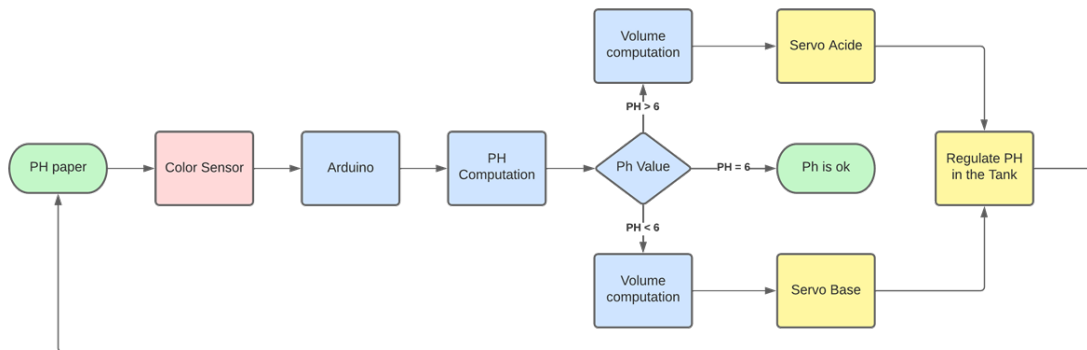 Volume
computation
Servo Acide
PH > 6
PH paper
Color Sensor
Arduino
PH
Computation
Ph Value
PH = 6
Ph is ok
Regulate PH
in the Tank
PH < 6
Volume
computation
Servo Base